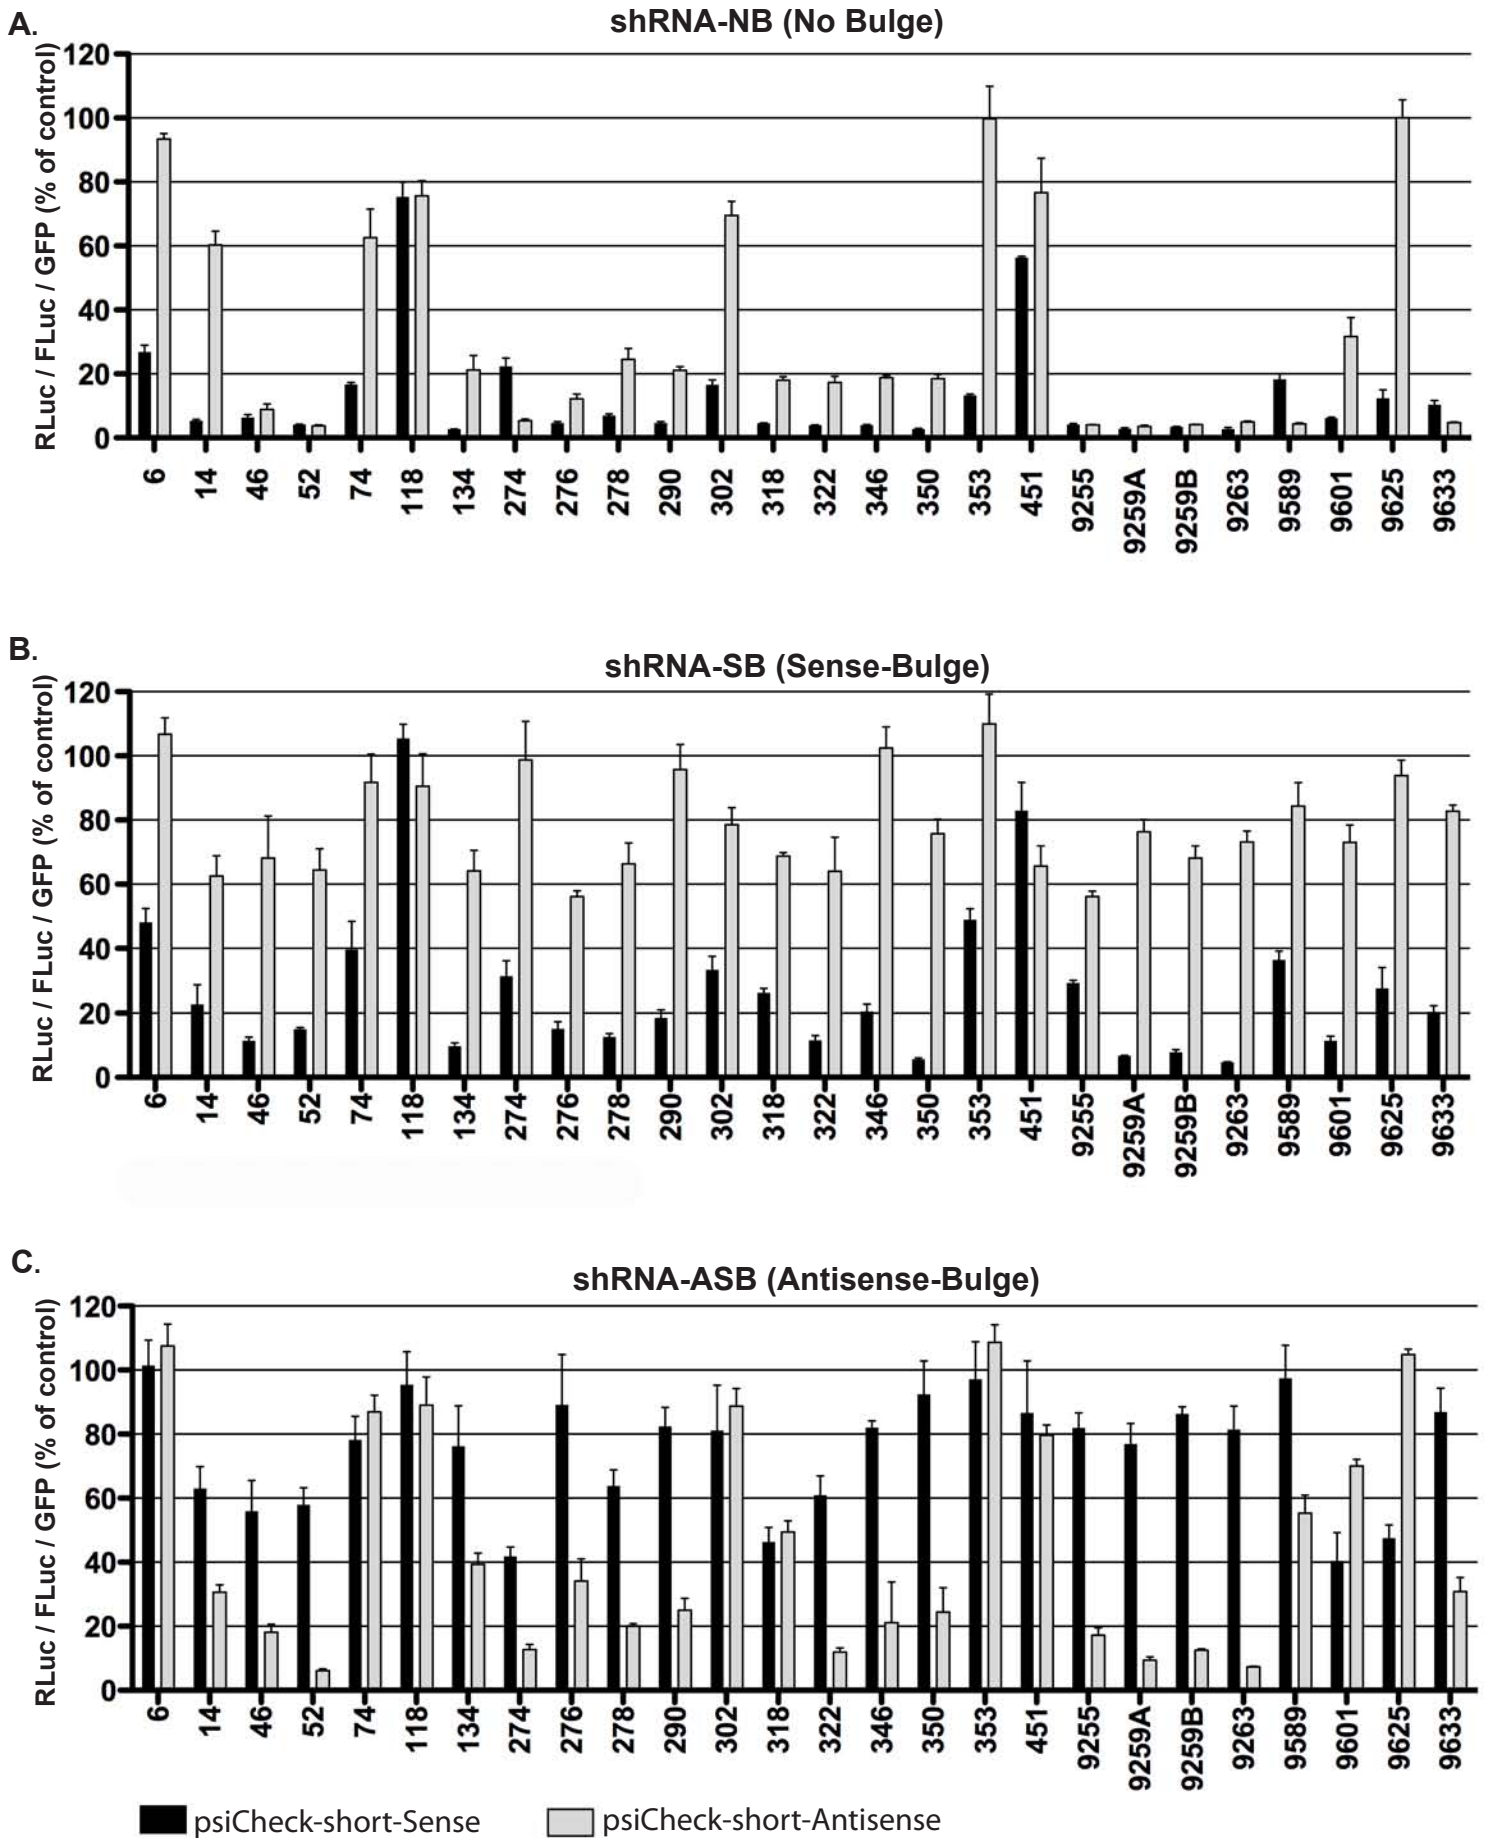 A.
shRNA-NB (No Bulge)
RLuc / FLuc / GFP (% of control)
120
100
80
60
40
20
0
6 14 46 52 74 118 134 274 276 278 290 302 318 322 346 350 353 451 9255 9259A 9259B 9263 9589 9601 9625 9633
B.
shRNA-SB (Sense-Bulge)
RLuc / FLuc / GFP (% of control)
120
100
80
60
40
20
0
6 14 46 52 74 118 134 274 276 278 290 302 318 322 346 350 353 451 9255 9259A 9259B 9263 9589 9601 9625 9633
C.
shRNA-ASB (Antisense-Bulge)
RLuc / FLuc / GFP (% of control)
120
100
80
60
40
20
0
6 14 46 52 74 118 134 274 276 278 290 302 318 322 346 350 353 451 9255 9259A 9259B 9263 9589 9601 9625 9633
psiCheck-short-Sense psiCheck-short-Antisense